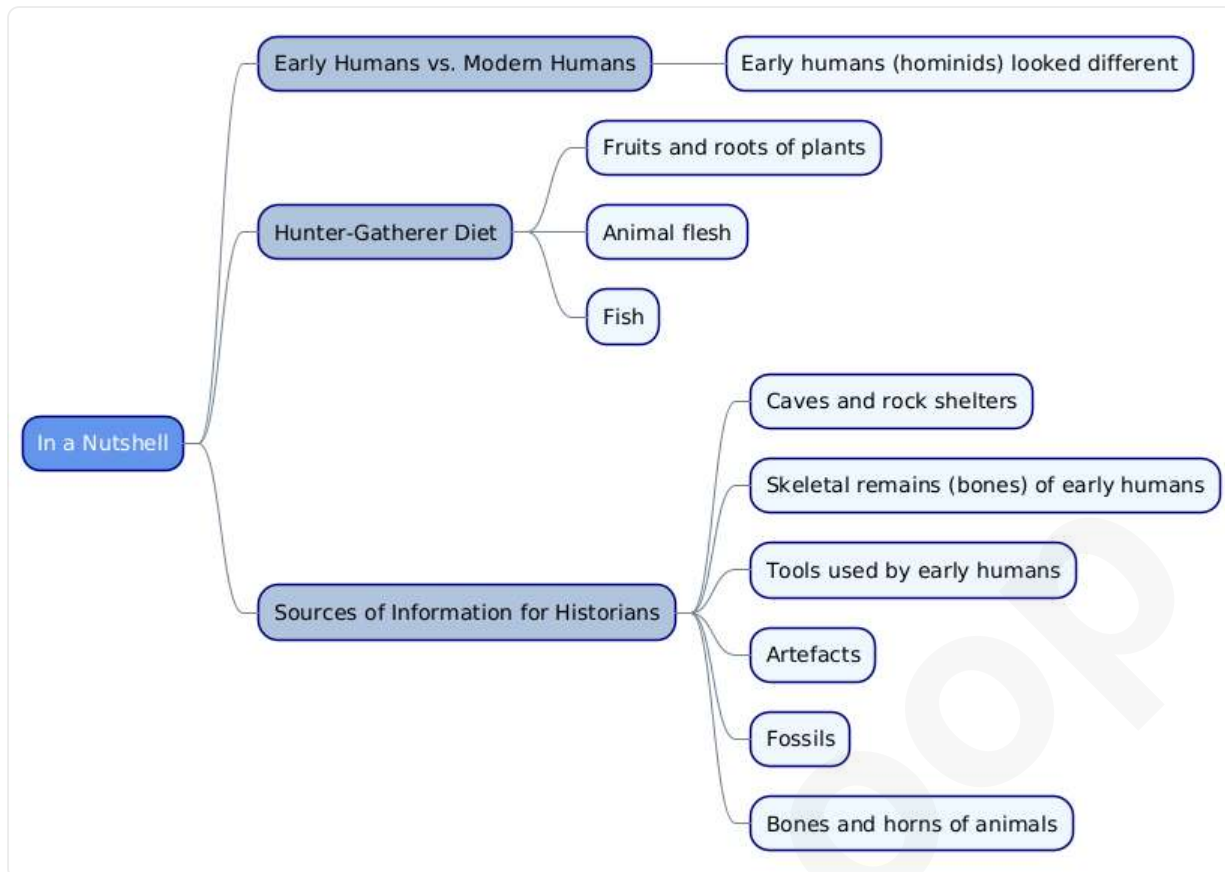 Early Humans vs. Modern Humans
Early humans (hominids) looked different
Fruits and roots of plants
Hunter-Gatherer Diet
Animal flesh
Fish
In a Nutshell
Caves and rock shelters
Skeletal remains (bones) of early humans
Tools used by early humans
Sources of Information for Historians
Artefacts
Fossils
Bones and horns of animals